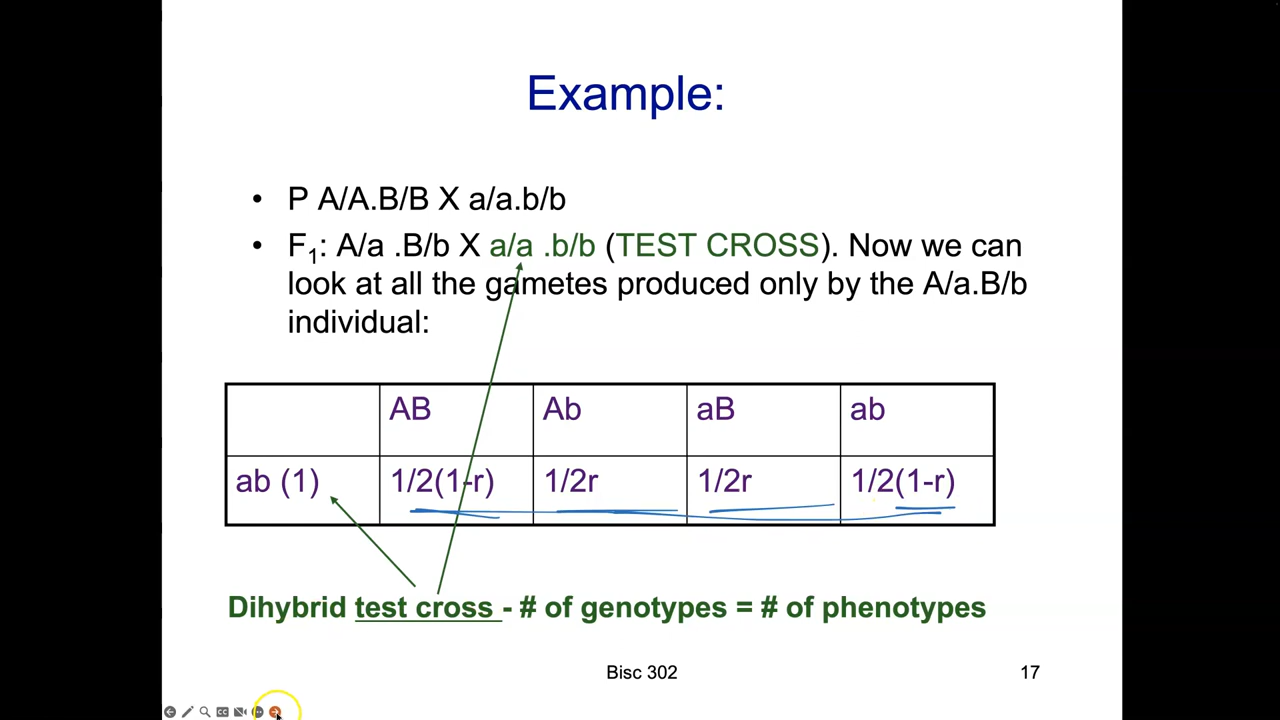 Example:
• P A/A.B/B X a/a.b/b
• F₁: A/a .B/b X a/a .b/b (TEST CROSS). Now we can
look at all the gametes produced only by the A/a.B/b
individual:
AB Ab aB ab
ab (1) 1/2(1-r) 1/2r 1/2r 1/2(1-r)
Dihybrid test cross - # of genotypes = # of phenotypes
Bisc 302 17